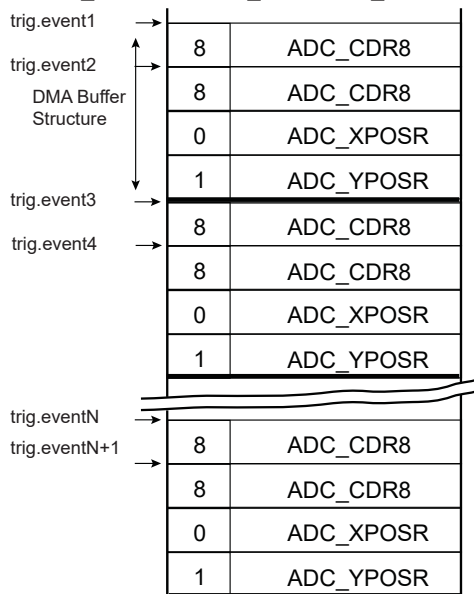 trig.event1
8 ADC_CDR8
trig.event2
DMA Buffer
Structure
8 ADC_CDR8
0 ADC_XPOSR
1 ADC_YPOSR
trig.event3
8 ADC_CDR8
trig.event4
8 ADC_CDR8
0 ADC_XPOSR
1 ADC_YPOSR
trig.eventN
8 ADC_CDR8
trig.eventN+1
8 ADC_CDR8
0 ADC_XPOSR
1 ADC_YPOSR